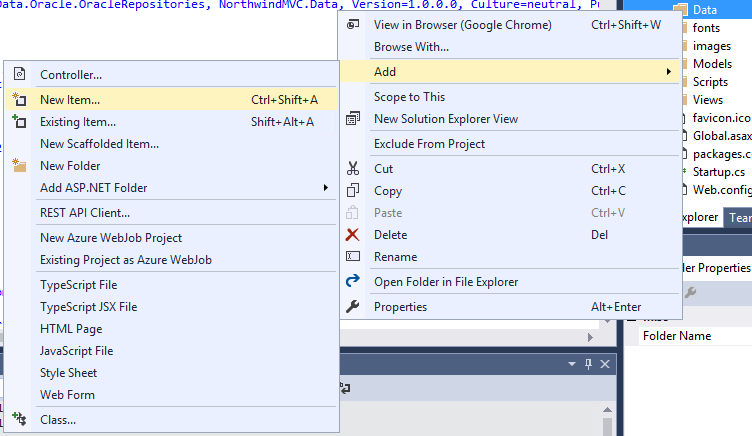 Data.Oracle.OracleRepositories, NorthwindMVC.Data, Version=1.0.0.0, Culture=neutral, Pu
View in Browser (Google Chrome) Ctrl+Shift+W
Browse With...
Add
Scope to This
New Solution Explorer View
Exclude From Project
Cut Ctrl+X
Copy Ctrl+C
Paste Ctrl+V
Delete Del
Rename
Open Folder in File Explorer
Properties Alt+Enter
Controller...
New Item... Ctrl+Shift+A
Existing Item... Shift+Alt+A
New Scaffolded Item...
New Folder
Add ASP.NET Folder
REST API Client...
New Azure WebJob Project
Existing Project as Azure WebJob
TypeScript File
TypeScript JSX File
HTML Page
JavaScript File
Style Sheet
Web Form
Class...
Data
fonts
images
Models
Scripts
Views
favicon.ico
Global.asax
packages.co
Startup.cs
Web.config
xplorer Tear
der Properties
Folder Name